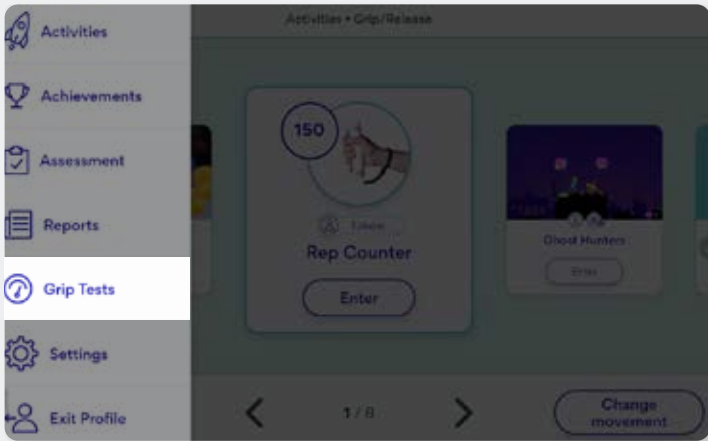 Activities
Achievements
Assessment
Reports
Grip Tests
Settings
Exit Profile
Activities • Grip/Release
150
Rep Counter
Enter
Ghost Hunters
Enter
1 / 6
Change
movement